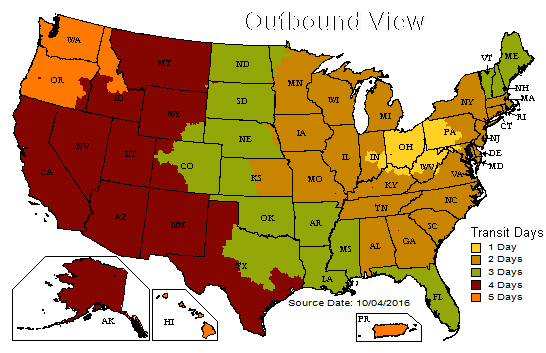 Outbound View
WA
MT
ND
MN
VT
ME
OR
ID
SD
WI
MI
NY
NH
MA
RI
CT
WY
NE
IA
PA
NJ
DE
MD
NV
UT
CO
KS
IL
IN
OH
WV
VA
CA
MO
KY
AZ
NM
OK
AR
TN
NC
SC
TX
LA
MS
AL
GA
FL
AK
HI
PR
Transit Days
1 Day
2 Days
3 Days
4 Days
5 Days
Source Date: 10/04/2016